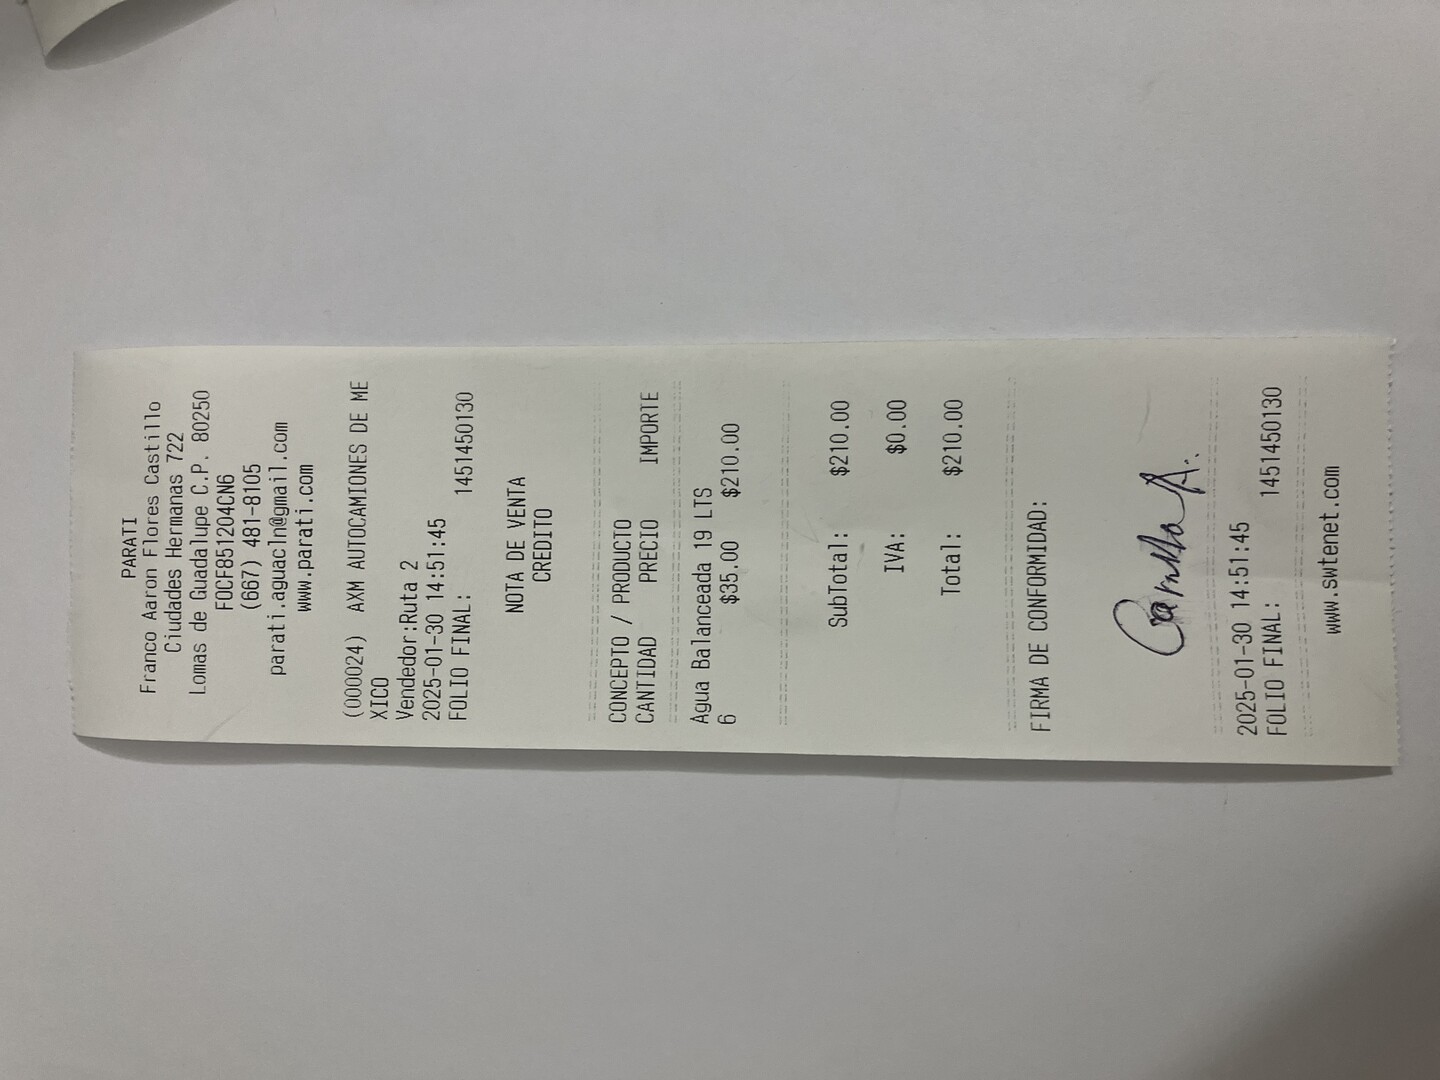 PARATI
Franco Aaron Flores Castillo
Ciudades Hermanas 722
Lomas de Guadalupe C.P. 80250
FOCF851204CN6
(667) 481-8105
parati.aguacln@gmail.com
www.parati.com
(000024) AXM AUTOCAMIONES DE ME
XICO
Vendedor:Ruta 2
2025-01-30 14:51:45
FOLIO FINAL: 1451450130
NOTA DE VENTA
CREDITO
CONCEPTO / PRODUCTO
CANTIDAD PRECIO IMPORTE
Agua Balanceada 19 LTS
6 $35.00 $210.00
SubTotal: $210.00
IVA: $0.00
Total: $210.00
FIRMA DE CONFORMIDAD:
2025-01-30 14:51:45
FOLIO FINAL: 1451450130
www.swtenet.com